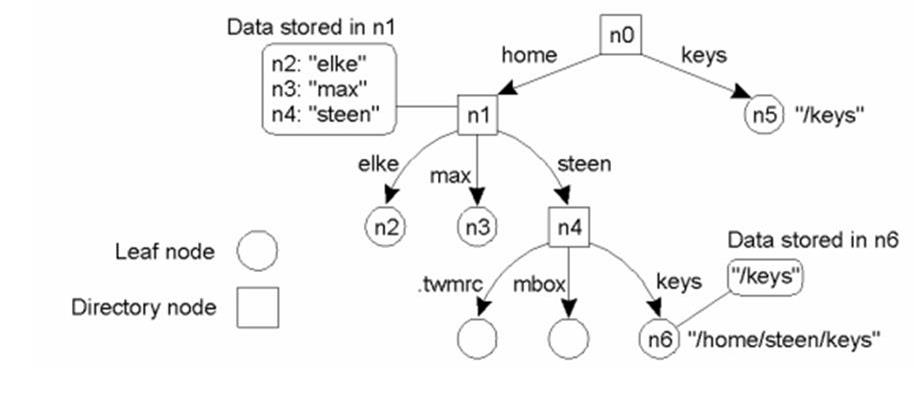 Data stored in n1
n2: "elke"
n3: "max"
n4: "steen"
n0
home
keys
n1
n5 "/keys"
elke
max
steen
n2
n3
n4
Leaf node
Directory node
Data stored in n6
"/keys"
.twmrc
mbox
keys
n6 "/home/steen/keys"